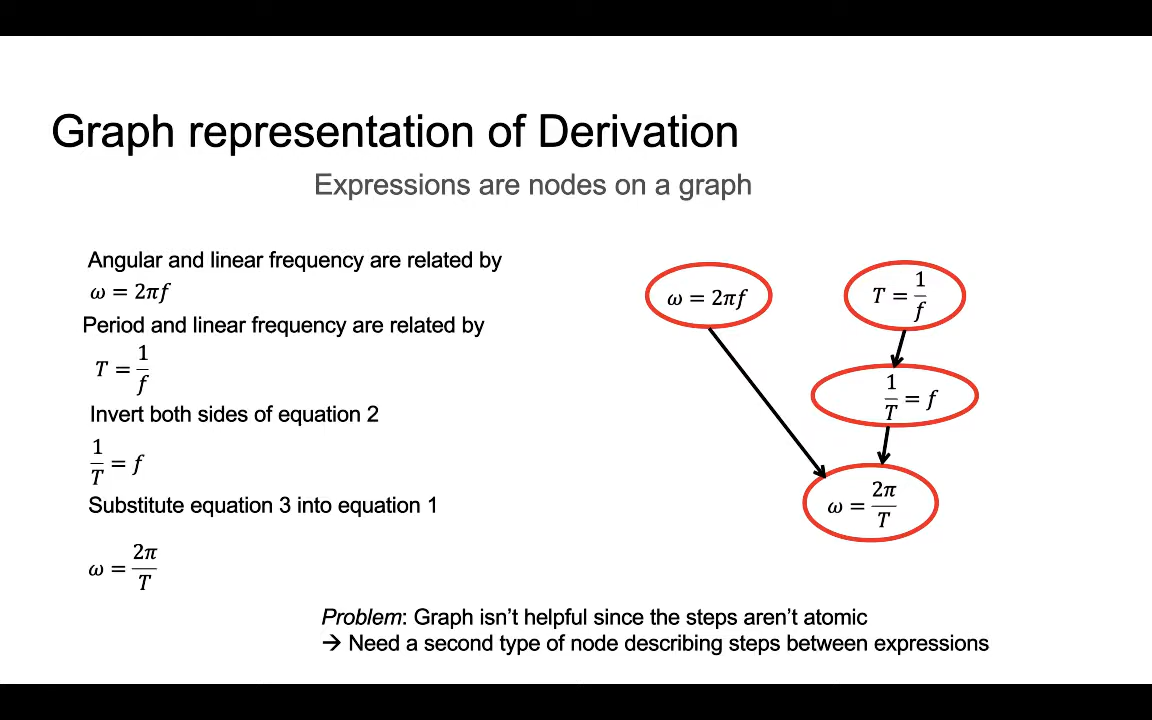 Graph representation of Derivation
Expressions are nodes on a graph
Angular and linear frequency are related by
ω = 2πf
Period and linear frequency are related by
T = 1/f
Invert both sides of equation 2
1/T = f
Substitute equation 3 into equation 1
ω = 2π/T
ω = 2πf
T = 1/f
1/T = f
ω = 2π/T
Problem: Graph isn't helpful since the steps aren't atomic
→ Need a second type of node describing steps between expressions